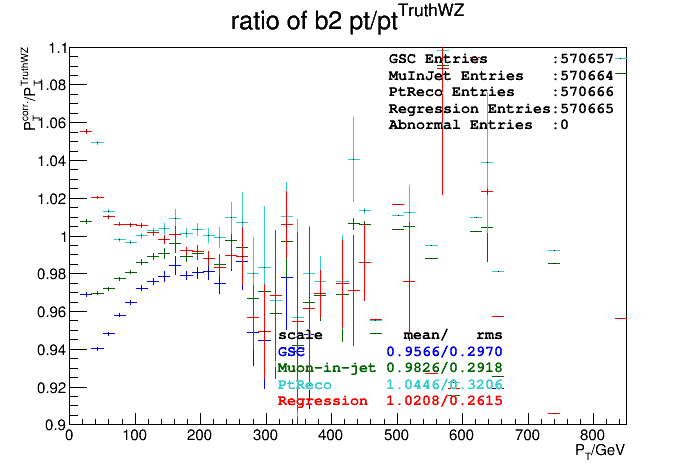 ratio of b2 pt/pt^TruthWZ
P_T^corr./P_T^TruthWZ
1.1
1.08
1.06
1.04
1.02
1
0.98
0.96
0.94
0.92
0.9
GSC Entries :570657
MuInJet Entries :570664
PtReco Entries :570666
Regression Entries:570665
Abnormal Entries :0
scale mean/ rms
GSC 0.9566/0.2970
Muon-in-jet 0.9826/0.2918
PtReco 1.0446/0.3206
Regression 1.0208/0.2615
0 100 200 300 400 500 600 700 800
P_T/GeV